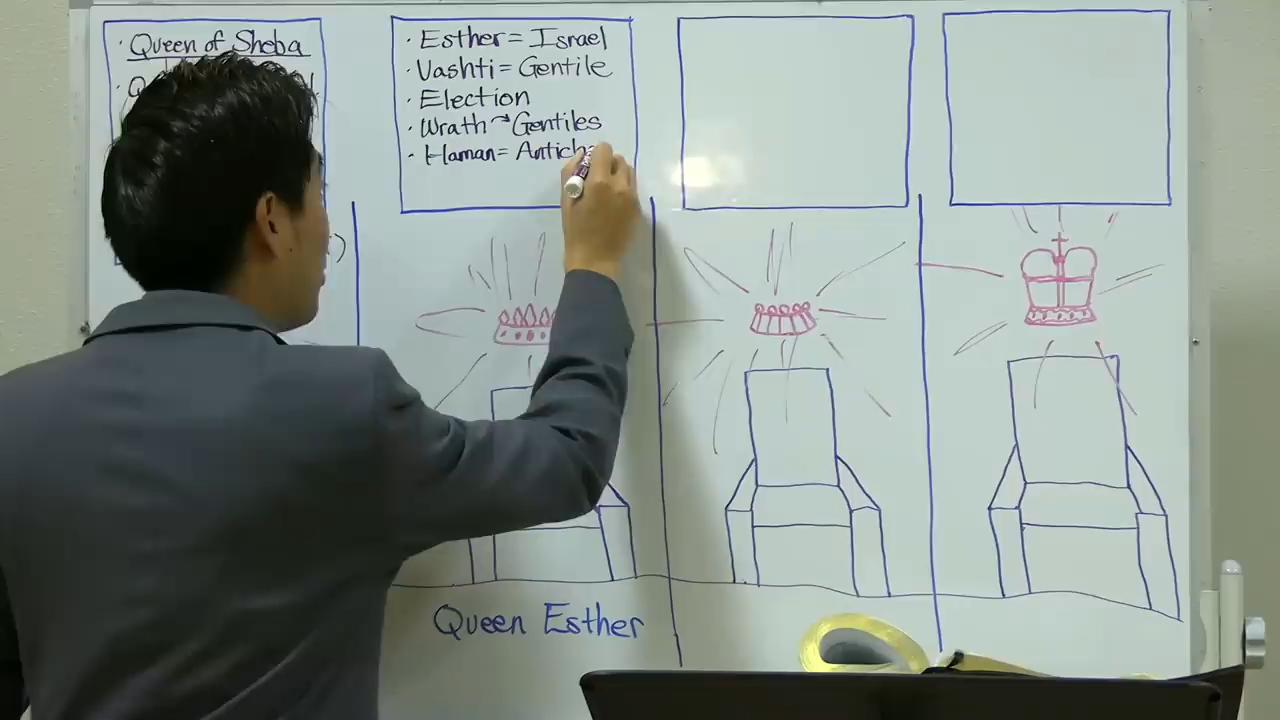 · Queen of Sheba
· Esther = Israel
· Vashti = Gentile
· Election
· Wrath → Gentiles
· Haman = Antich
Queen Esther